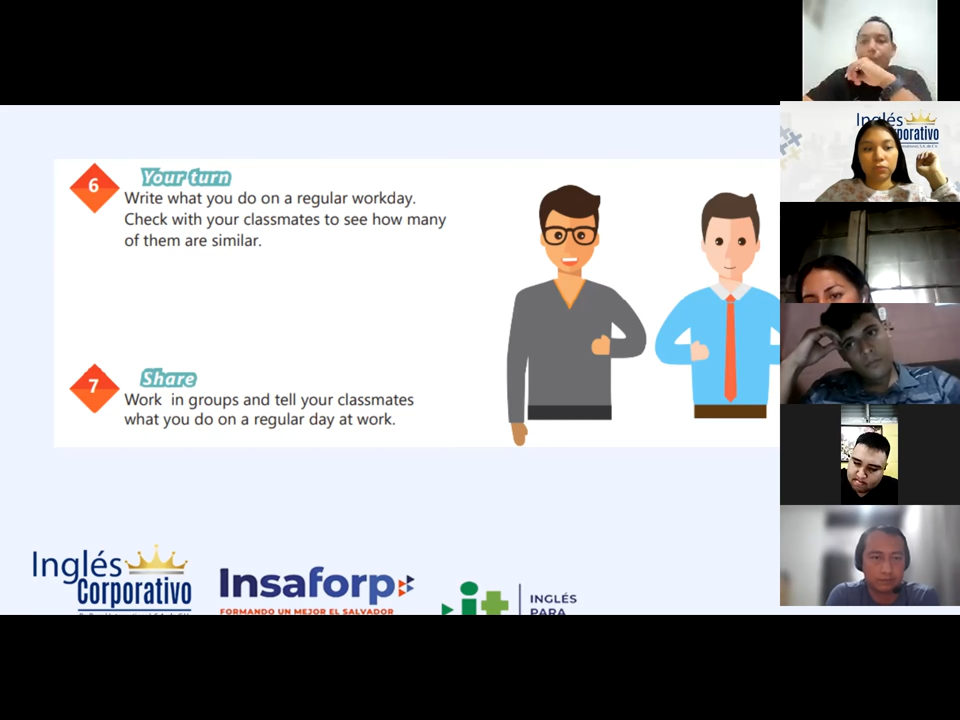 6
Your turn
Write what you do on a regular workday.
Check with your classmates to see how many
of them are similar.
7
Share
Work in groups and tell your classmates
what you do on a regular day at work.
Inglés
Corporativo
Insaforp
FORMANDO UN MEJOR EL SALVADOR
INGLÉS
PARA
Inglés
porativo